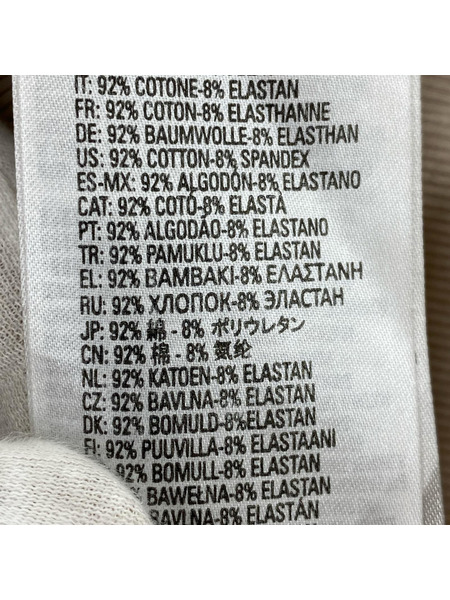 IT: 92% COTONE-8% ELASTAN
FR: 92% COTON-8% ELASTHANNE
DE: 92% BAUMWOLLE-8% ELASTHAN
US: 92% COTTON-8% SPANDEX
ES-MX: 92% ALGODÓN-8% ELASTANO
CAT: 92% COTÓ-8% ELASTÀ
PT: 92% ALGODÃO-8% ELASTANO
TR: 92% PAMUKLU-8% ELASTAN
EL: 92% ΒΑΜΒΑΚΙ-8% ΕΛΑΣΤΑΝΗ
RU: 92% ХЛОПОК-8% ЭЛАСТАН
JP: 92% 綿 - 8% ポリウレタン
CN: 92% 棉 - 8% 氨纶
NL: 92% KATOEN-8% ELASTAN
CZ: 92% BAVLNA-8% ELASTAN
DK: 92% BOMULD-8% ELASTAN
FI: 92% PUUVILLA-8% ELASTAANI
92% BOMULL-8% ELASTAN
% BAWEŁNA-8% ELASTAN
BAVLNA-8% ELASTÁN